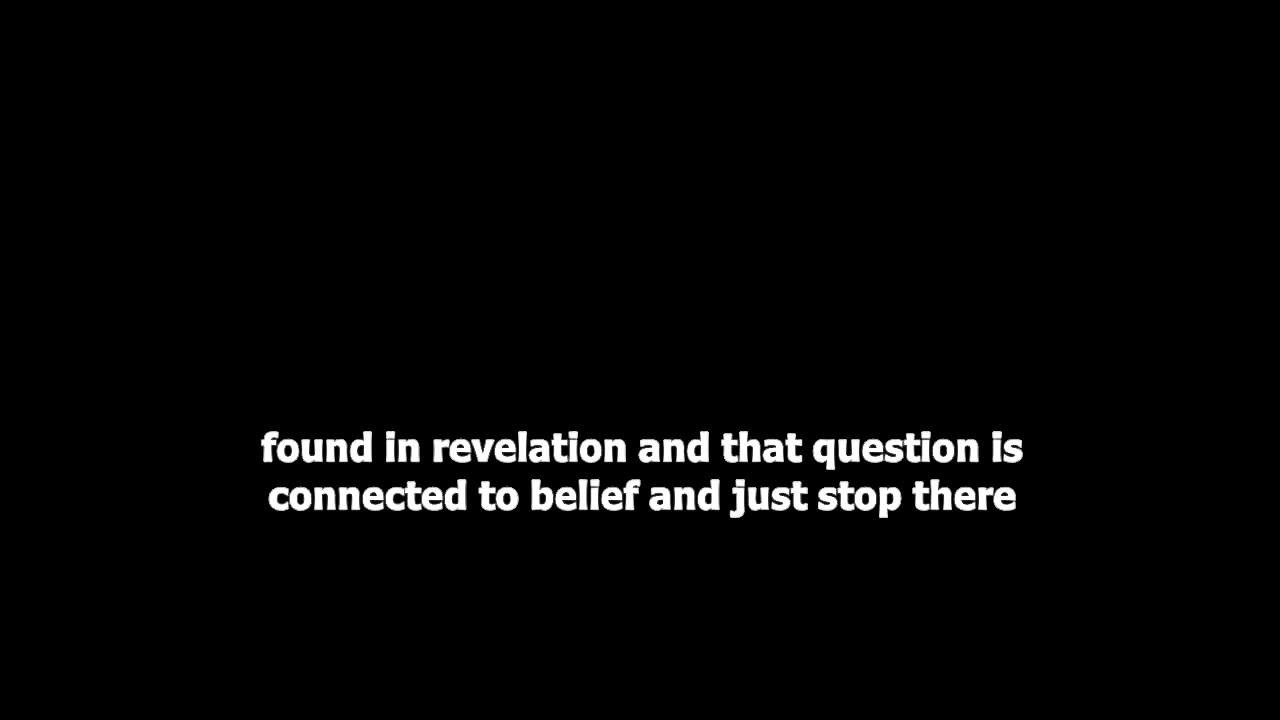 found in revelation and that question is
connected to belief and just stop there